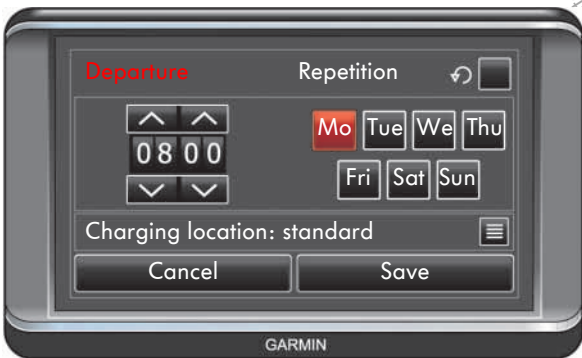 Departure Repetition
08 00
Mo Tue We Thu
Fri Sat Sun
Charging location: standard
Cancel Save
GARMIN